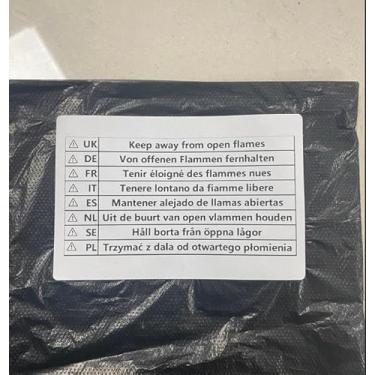 ⚠ UK Keep away from open flames
⚠ DE Von offenen Flammen fernhalten
⚠ FR Tenir éloigné des flammes nues
⚠ IT Tenere lontano da fiamme libere
⚠ ES Mantener alejado de llamas abiertas
⚠ NL Uit de buurt van open vlammen houden
⚠ SE Håll borta från öppna lågor
⚠ PL Trzymać z dala od otwartego płomienia